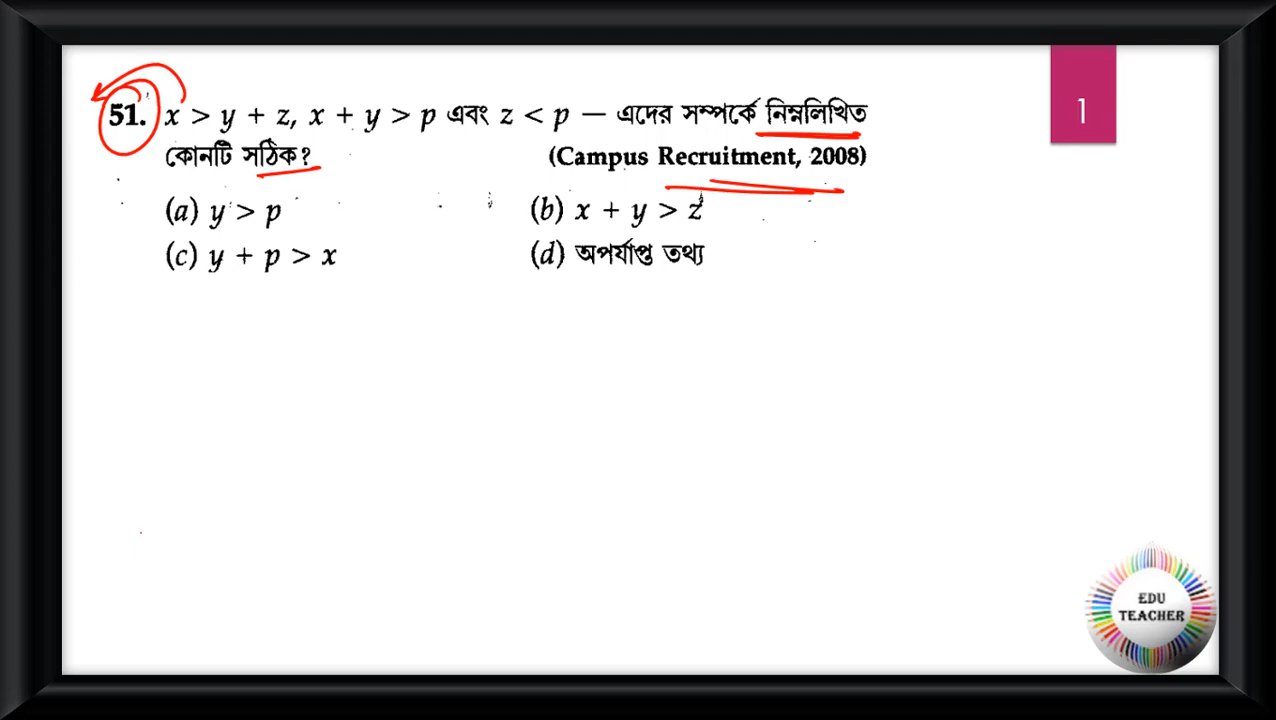 1
51. x > y + z, x + y > p এবং z < p — এদের সম্পর্কে নিম্নলিখিত
কোনটি সঠিক? (Campus Recruitment, 2008)
(a) y > p (b) x + y > z
(c) y + p > x (d) অপর্যাপ্ত তথ্য
EDU
TEACHER